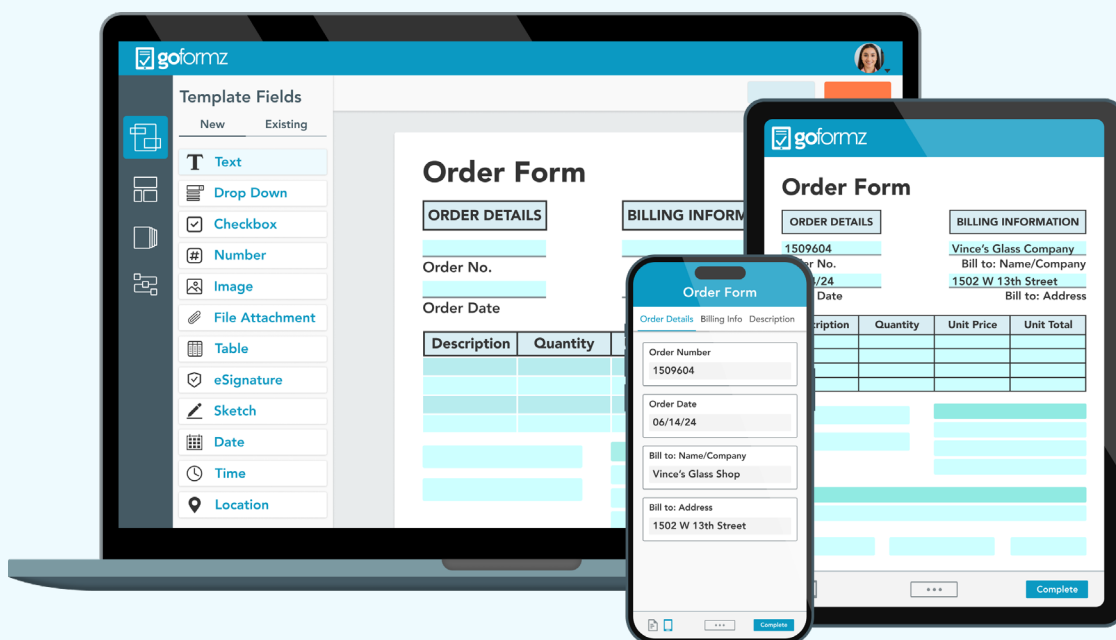 goformz
Template Fields
New Existing
Text
Drop Down
Checkbox
Number
Image
File Attachment
Table
eSignature
Sketch
Date
Time
Location
Order Form
ORDER DETAILS
BILLING INFORM
Order No.
Order Date
Description Quantity
Order Form
Order Details Billing Info Description
Order Number
1509604
Order Date
06/14/24
Bill to: Name/Company
Vince's Glass Shop
Bill to: Address
1502 W 13th Street
Complete
goformz
Order Form
ORDER DETAILS BILLING INFORMATION
1509604 Vince's Glass Company
er No. Bill to: Name/Company
4/24 1502 W 13th Street
Date Bill to: Address
ription Quantity Unit Price Unit Total
Complete